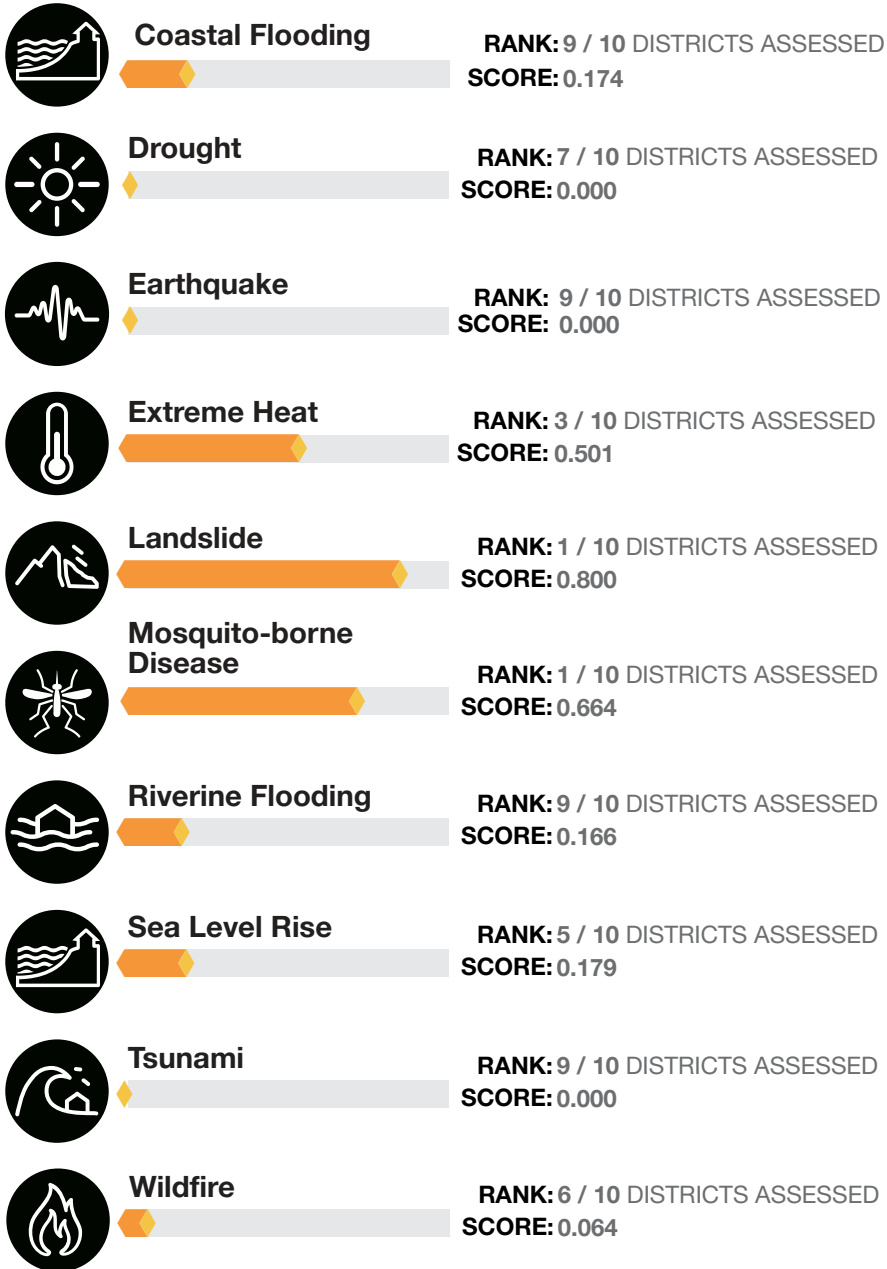 Coastal Flooding
RANK: 9 / 10 DISTRICTS ASSESSED
SCORE: 0.174
Drought
RANK: 7 / 10 DISTRICTS ASSESSED
SCORE: 0.000
Earthquake
RANK: 9 / 10 DISTRICTS ASSESSED
SCORE: 0.000
Extreme Heat
RANK: 3 / 10 DISTRICTS ASSESSED
SCORE: 0.501
Landslide
RANK: 1 / 10 DISTRICTS ASSESSED
SCORE: 0.800
Mosquito-borne
Disease
RANK: 1 / 10 DISTRICTS ASSESSED
SCORE: 0.664
Riverine Flooding
RANK: 9 / 10 DISTRICTS ASSESSED
SCORE: 0.166
Sea Level Rise
RANK: 5 / 10 DISTRICTS ASSESSED
SCORE: 0.179
Tsunami
RANK: 9 / 10 DISTRICTS ASSESSED
SCORE: 0.000
Wildfire
RANK: 6 / 10 DISTRICTS ASSESSED
SCORE: 0.064